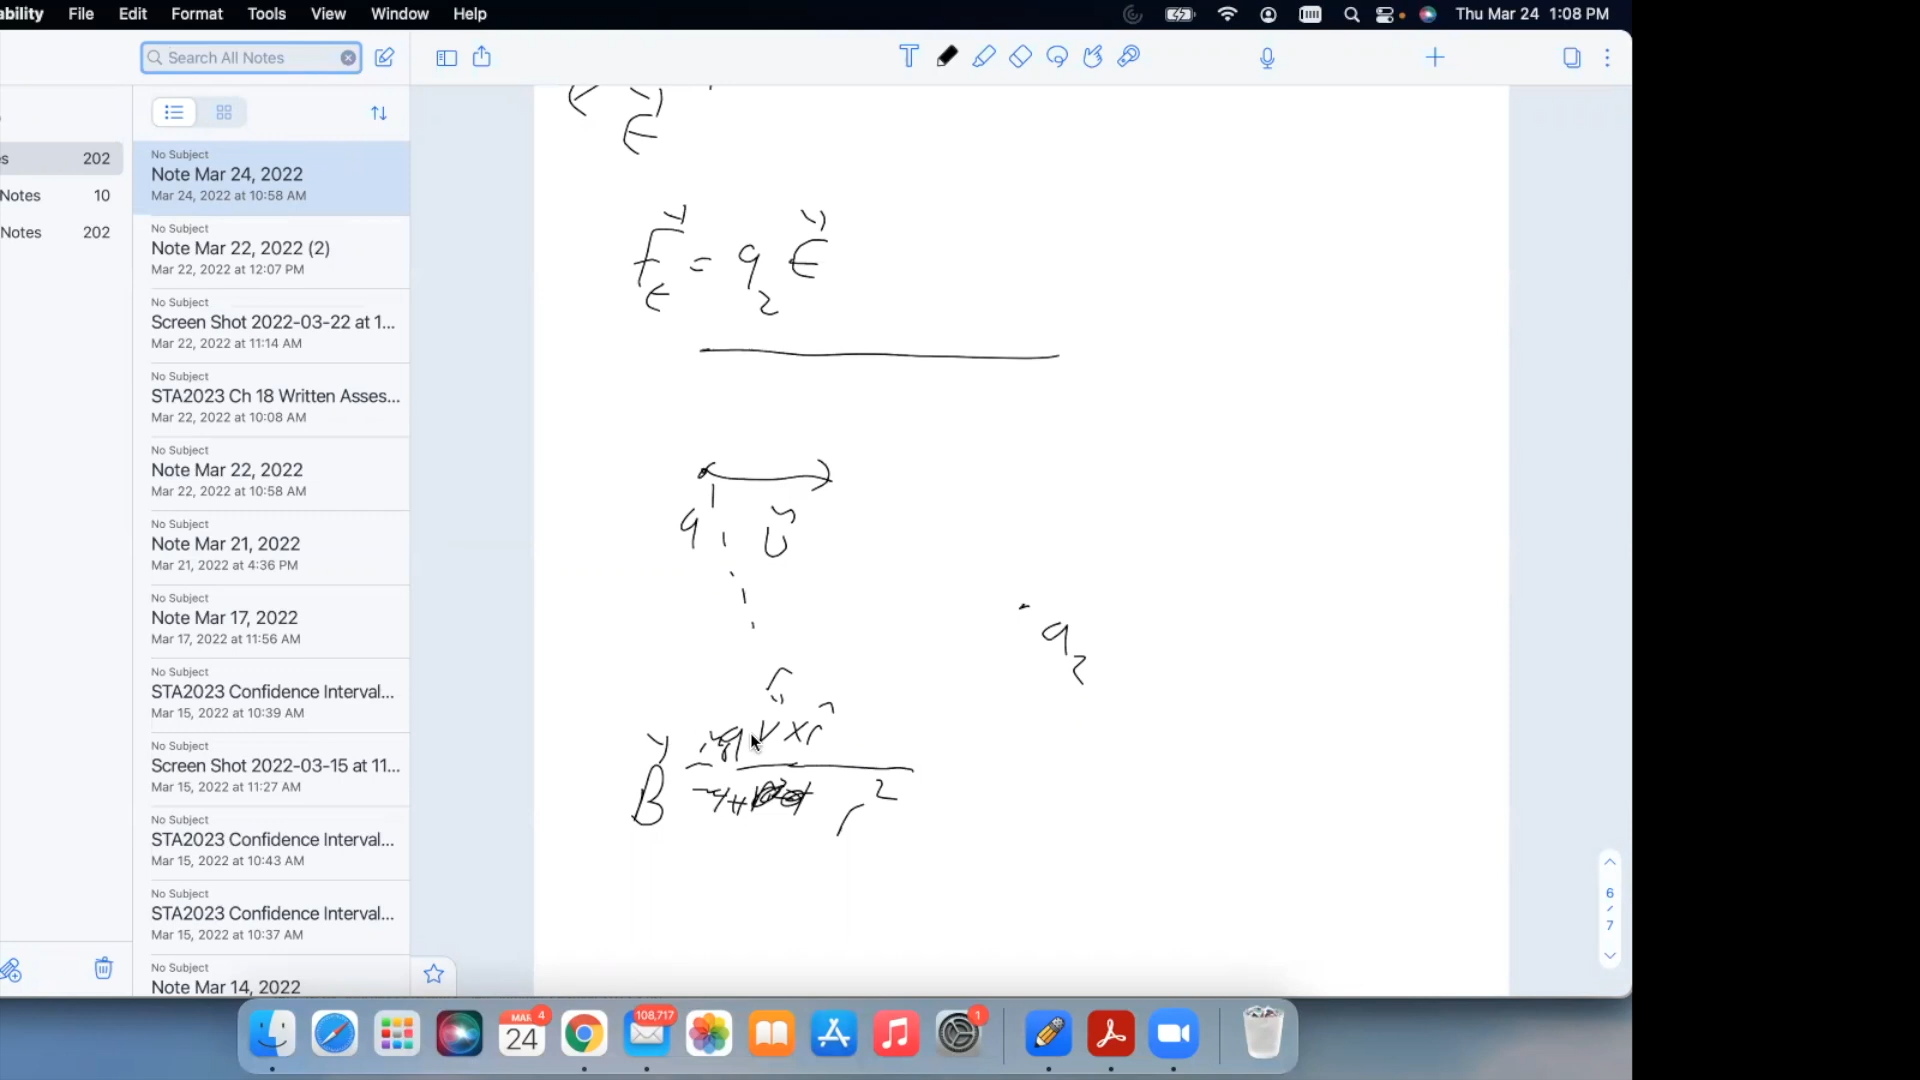 ability File Edit Format Tools View Window Help Thu Mar 24 1:08 PM
Search All Notes
s 202
Notes 10
Notes 202
No Subject
Note Mar 24, 2022
Mar 24, 2022 at 10:58 AM
No Subject
Note Mar 22, 2022 (2)
Mar 22, 2022 at 12:07 PM
No Subject
Screen Shot 2022-03-22 at 1...
Mar 22, 2022 at 11:14 AM
No Subject
STA2023 Ch 18 Written Asses...
Mar 22, 2022 at 10:08 AM
No Subject
Note Mar 22, 2022
Mar 22, 2022 at 10:58 AM
No Subject
Note Mar 21, 2022
Mar 21, 2022 at 4:36 PM
No Subject
Note Mar 17, 2022
Mar 17, 2022 at 11:56 AM
No Subject
STA2023 Confidence Interval...
Mar 15, 2022 at 10:39 AM
No Subject
Screen Shot 2022-03-15 at 11...
Mar 15, 2022 at 11:27 AM
No Subject
STA2023 Confidence Interval...
Mar 15, 2022 at 10:43 AM
No Subject
STA2023 Confidence Interval...
Mar 15, 2022 at 10:37 AM
No Subject
Note Mar 14, 2022
E
F⃗
E = q₂ E⃗
q₁ v⃗
q₂
r
v⃗ × r̂
B⃗
r²
6
/
7
MAR 4
24
108,717
1